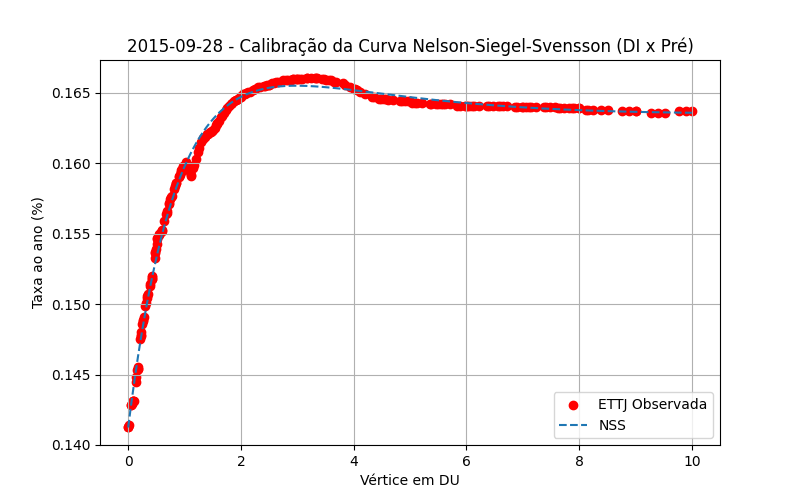 2015-09-28 - Calibração da Curva Nelson-Siegel-Svensson (DI x Pré)
Taxa ao ano (%)
0.165
0.160
0.155
0.150
0.145
0.140
ETTJ Observada
NSS
0 2 4 6 8 10
Vértice em DU